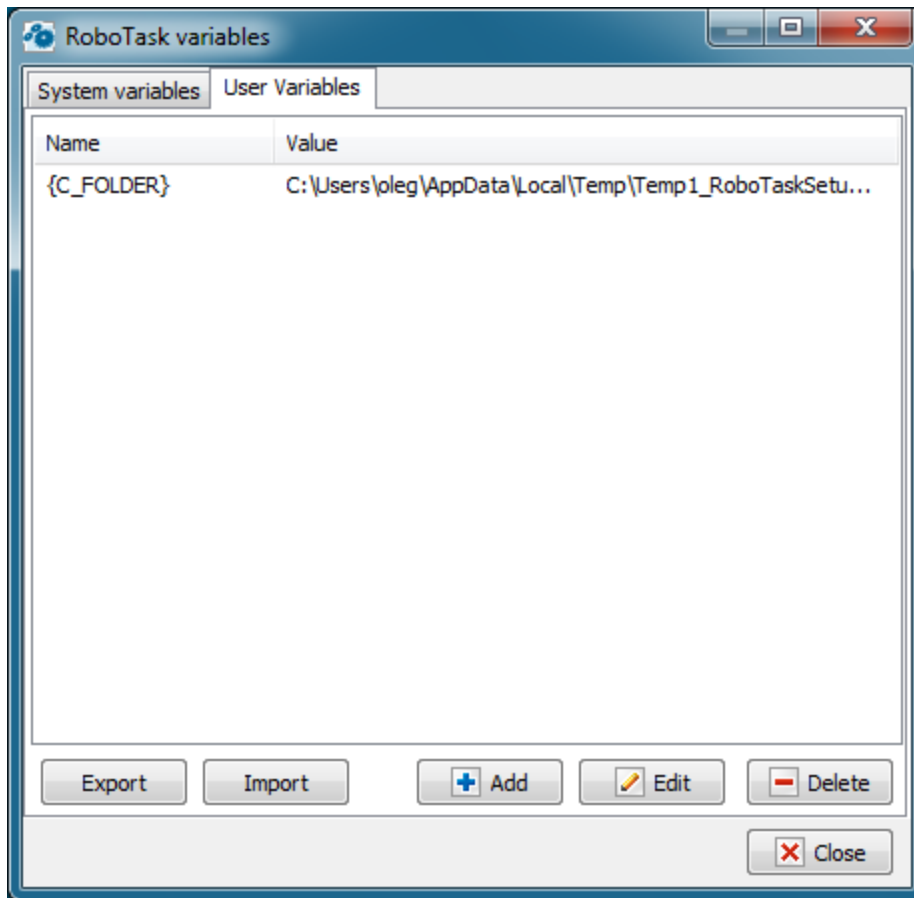 RoboTask variables
System variables User Variables
Name Value
{C_FOLDER} C:\Users\oleg\AppData\Local\Temp\Temp1_RoboTaskSetu...
Export Import Add Edit Delete
Close